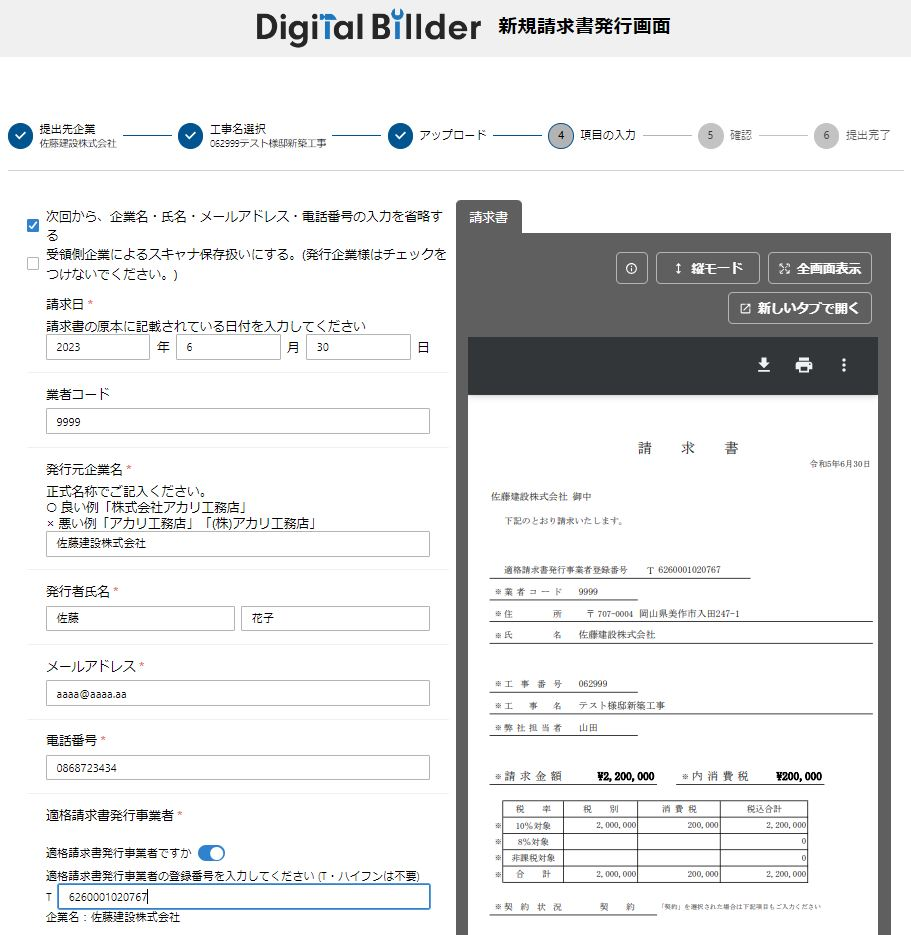 Digital Billder 新規請求書発行画面
提出先企業
佐藤建設株式会社
工事名選択
062999テスト様邸新築工事
アップロード
4 項目の入力
5 確認
6 提出完了
次回から、企業名・氏名・メールアドレス・電話番号の入力を省略す
る
受領側企業によるスキャナ保存扱いにする。(発行企業様はチェックを
つけないでください。)
請求日*
請求書の原本に記載されている日付を入力してください
2023 年 6 月 30 日
業者コード
9999
発行元企業名*
正式名称でご記入ください。
○ 良い例「株式会社アカリ工務店」
× 悪い例「アカリ工務店」「(株)アカリ工務店」
佐藤建設株式会社
発行者氏名*
佐藤 花子
メールアドレス*
aaaa@aaaa.aa
電話番号*
0868723434
適格請求書発行事業者*
適格請求書発行事業者ですか
適格請求書発行事業者の登録番号を入力してください (T・ハイフンは不要)
T 6260001020767
企業名：佐藤建設株式会社
請求書
縦モード 全画面表示
新しいタブで開く
請 求 書
令和5年6月30日
佐藤建設株式会社 御中
下記のとおり請求いたします。
適格請求書発行事業者登録番号 T 6260001020767
※業者コード 9999
※住 所 〒707-0004 岡山県美作市入田247-1
※氏 名 佐藤建設株式会社
※工事番号 062999
※工 事 名 テスト様邸新築工事
※弊社担当者 山田
※請求金額 ¥2,200,000 ※内消費税 ¥200,000
税 率 税 別 消費税 税込合計
※ 10%対象 2,000,000 200,000 2,200,000
※ 8%対象 0
※ 非課税対象 0
※ 合 計 2,000,000 200,000 2,200,000
※契約状況 契 約 「契約」を選択された場合は下記項目もご入力ください